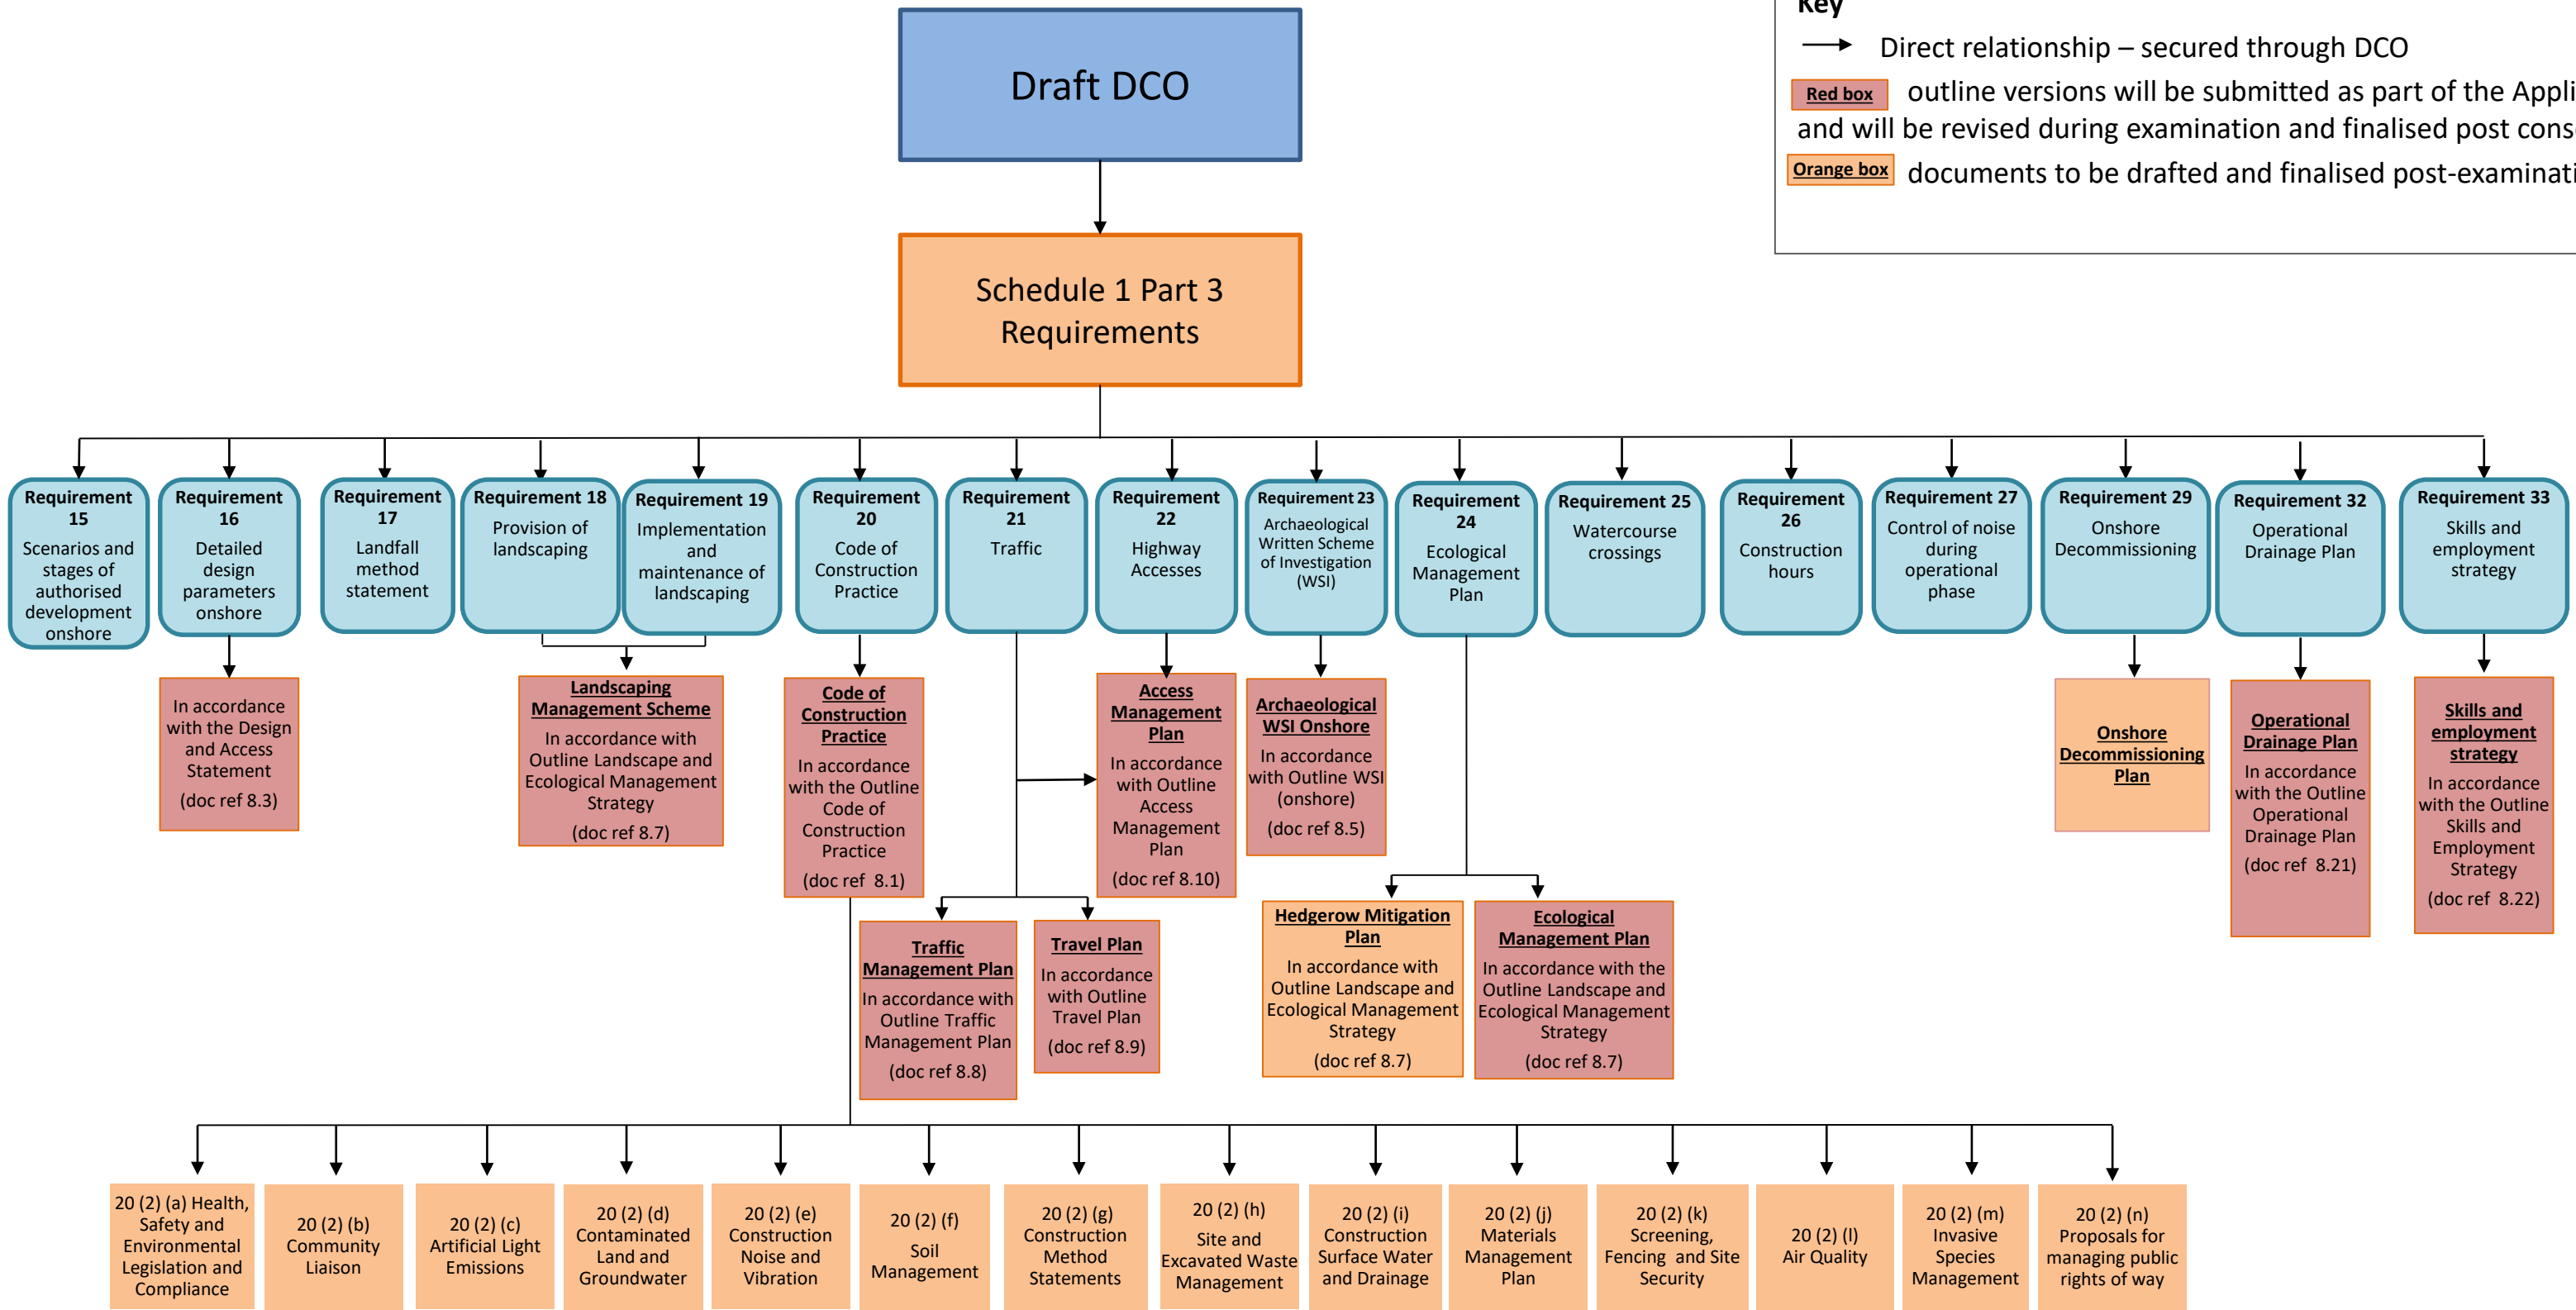 Draft DCO
Key
Direct relationship – secured through DCO
Red box outline versions will be submitted as part of the Appli
and will be revised during examination and finalised post cons
Orange box documents to be drafted and finalised post-examinati
Schedule 1 Part 3
Requirements
Requirement
15
Scenarios and
stages of
authorised
development
onshore
Requirement
16
Detailed
design
parameters
onshore
Requirement
17
Landfall
method
statement
Requirement 18
Provision of
landscaping
Requirement 19
Implementation
and
maintenance of
landscaping
Requirement
20
Code of
Construction
Practice
Requirement
21
Traffic
Requirement
22
Highway
Accesses
Requirement 23
Archaeological
Written Scheme
of Investigation
(WSI)
Requirement
24
Ecological
Management
Plan
Requirement 25
Watercourse
crossings
Requirement
26
Construction
hours
Requirement 27
Control of noise
during
operational
phase
Requirement 29
Onshore
Decommissioning
Requirement 32
Operational
Drainage Plan
Requirement 33
Skills and
employment
strategy
In accordance
with the Design
and Access
Statement
(doc ref 8.3)
Landscaping
Management Scheme
In accordance with
Outline Landscape and
Ecological Management
Strategy
(doc ref 8.7)
Code of
Construction
Practice
In accordance
with the Outline
Code of
Construction
Practice
(doc ref 8.1)
Access
Management
Plan
In accordance
with Outline
Access
Management
Plan
(doc ref 8.10)
Archaeological
WSI Onshore
In accordance
with Outline WSI
(onshore)
(doc ref 8.5)
Onshore
Decommissioning
Plan
Operational
Drainage Plan
In accordance
with the Outline
Operational
Drainage Plan
(doc ref 8.21)
Skills and
employment
strategy
In accordance
with the Outline
Skills and
Employment
Strategy
(doc ref 8.22)
Traffic
Management Plan
In accordance with
Outline Traffic
Management Plan
(doc ref 8.8)
Travel Plan
In accordance
with Outline
Travel Plan
(doc ref 8.9)
Hedgerow Mitigation
Plan
In accordance with
Outline Landscape and
Ecological Management
Strategy
(doc ref 8.7)
Ecological
Management Plan
In accordance with the
Outline Landscape and
Ecological Management
Strategy
(doc ref 8.7)
20 (2) (a) Health,
Safety and
Environmental
Legislation and
Compliance
20 (2) (b)
Community
Liaison
20 (2) (c)
Artificial Light
Emissions
20 (2) (d)
Contaminated
Land and
Groundwater
20 (2) (e)
Construction
Noise and
Vibration
20 (2) (f)
Soil
Management
20 (2) (g)
Construction
Method
Statements
20 (2) (h)
Site and
Excavated Waste
Management
20 (2) (i)
Construction
Surface Water
and Drainage
20 (2) (j)
Materials
Management
Plan
20 (2) (k)
Screening,
Fencing and Site
Security
20 (2) (l)
Air Quality
20 (2) (m)
Invasive
Species
Management
20 (2) (n)
Proposals for
managing public
rights of way